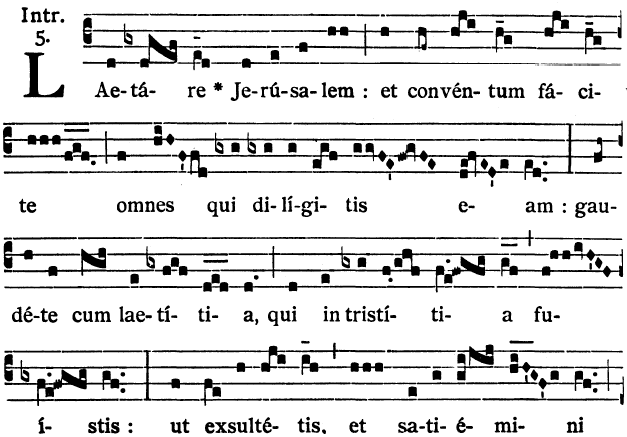 Intr.
5.
LAe-tá- re * Je-rú-sa-lem : et convén-tum fá- ci-
te omnes qui di-lí-gi- tis e- am : gau-
dé-te cum lae-tí- ti- a, qui in tristí- ti- a fu-
í- stis : ut exsulté- tis, et sa-ti-é- mi- ni